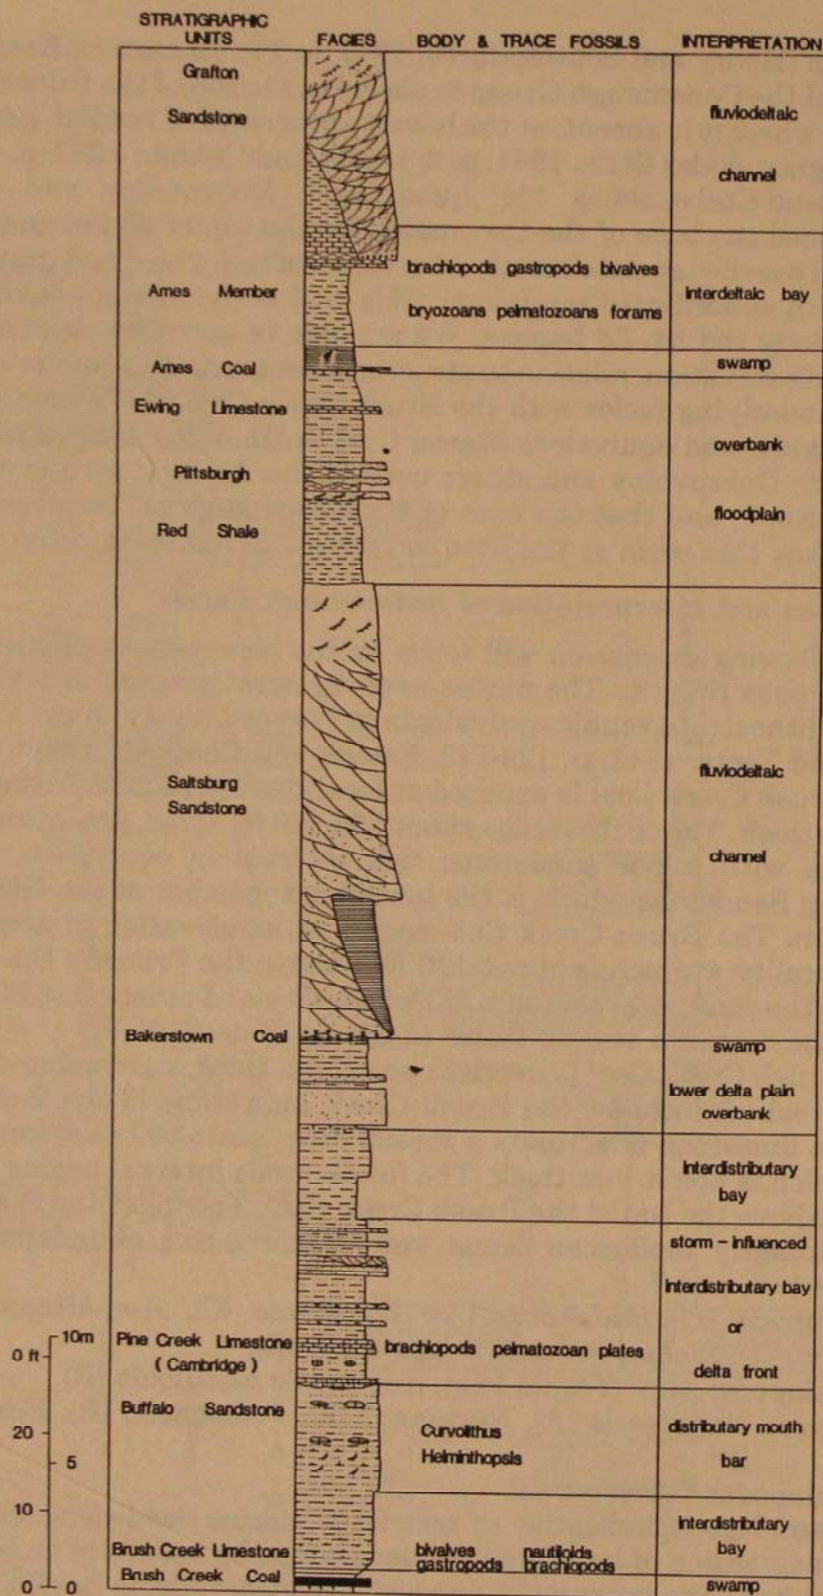 STRATIGRAPHIC
UNITS
FACIES
BODY & TRACE FOSSILS
INTERPRETATION
Grafton
Sandstone
fluviodeltaic
channel
Ames Member
brachiopods gastropods bivalves
bryozoans pelmatozoans forams
interdeltaic bay
Ames Coal
swamp
Ewing Limestone
Pittsburgh
Red Shale
overbank
floodplain
Saltsburg
Sandstone
fluviodeltaic
channel
Bakerstown Coal
swamp
lower delta plain
overbank
interdistributary
bay
storm - influenced
interdistributary bay
or
delta front
10m
0 ft
Pine Creek Limestone
( Cambridge )
brachiopods pelmatozoan plates
Buffalo Sandstone
20
5
Curvolithus
Helminthopsis
distributary mouth
bar
10
interdistributary
bay
Brush Creek Limestone
bivalves nautiloids
gastropods brachiopods
Brush Creek Coal
swamp
0
0